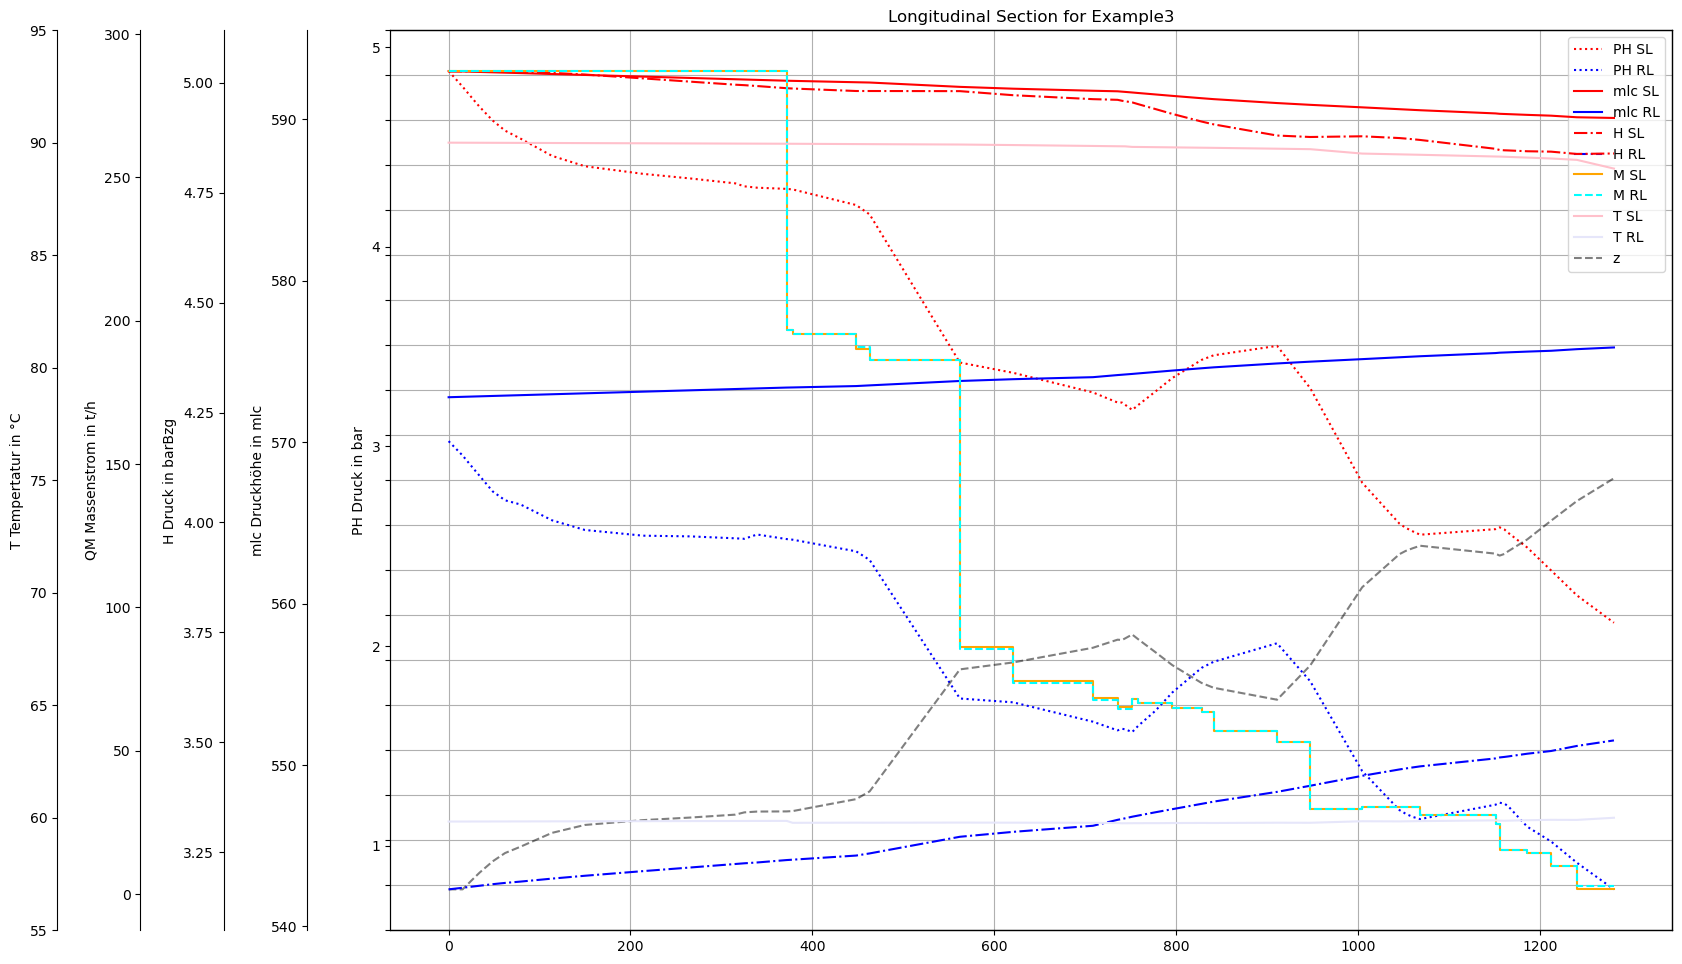 Longitudinal Section for Example3
T Tempertatur in °C
95
90
85
80
75
70
65
60
55
QM Massenstrom in t/h
300
250
200
150
100
50
0
H Druck in barBzg
5.00
4.75
4.50
4.25
4.00
3.75
3.50
3.25
mlc Druckhöhe in mlc
590
580
570
560
550
540
PH Druck in bar
5
4
3
2
1
0
200
400
600
800
1000
1200
PH SL
PH RL
mlc SL
mlc RL
H SL
H RL
M SL
M RL
T SL
T RL
z